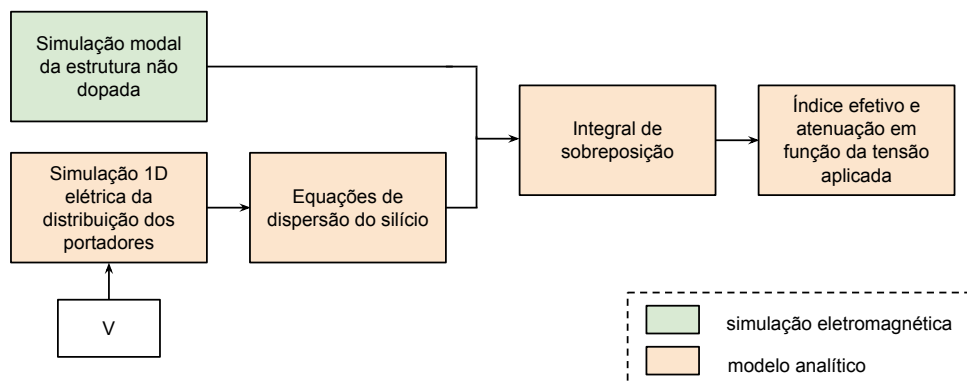 Simulação modal
da estrutura não
dopada
Integral de
sobreposição
Índice efetivo e
atenuação em
função da tensão
aplicada
Simulação 1D
elétrica da
distribuição dos
portadores
Equações de
dispersão do silício
V
simulação eletromagnética
modelo analítico